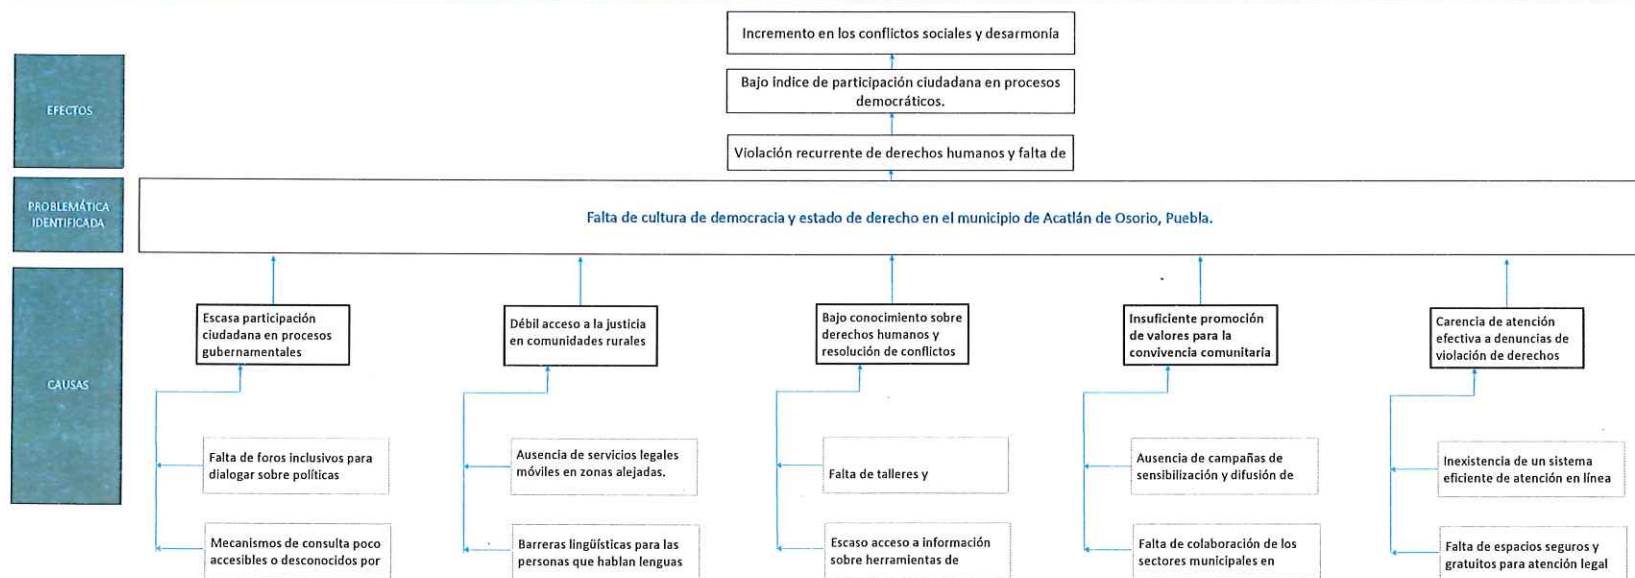 Incremento en los conflictos sociales y desarmonía
EFECTOS
Bajo índice de participación ciudadana en procesos
democráticos.
Violación recurrente de derechos humanos y falta de
PROBLEMÁTICA
IDENTIFICADA
Falta de cultura de democracia y estado de derecho en el municipio de Acatlán de Osorio, Puebla.
CAUSAS
Escasa participación
ciudadana en procesos
gubernamentales
Débil acceso a la justicia
en comunidades rurales
Bajo conocimiento sobre
derechos humanos y
resolución de conflictos
Insuficiente promoción
de valores para la
convivencia comunitaria
Carencia de atención
efectiva a denuncias de
violación de derechos
Falta de foros inclusivos para
dialogar sobre políticas
Ausencia de servicios legales
móviles en zonas alejadas.
Falta de talleres y
Ausencia de campañas de
sensibilización y difusión de
Inexistencia de un sistema
eficiente de atención en línea
Mecanismos de consulta poco
accesibles o desconocidos por
Barreras lingüísticas para las
personas que hablan lenguas
Escaso acceso a información
sobre herramientas de
Falta de colaboración de los
sectores municipales en
Falta de espacios seguros y
gratuitos para atención legal